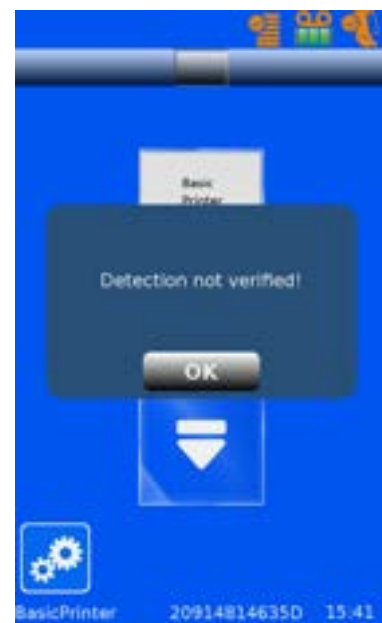 Basic
Printer
Detection not verified!
OK
BasicPrinter 20914814635D 15:41